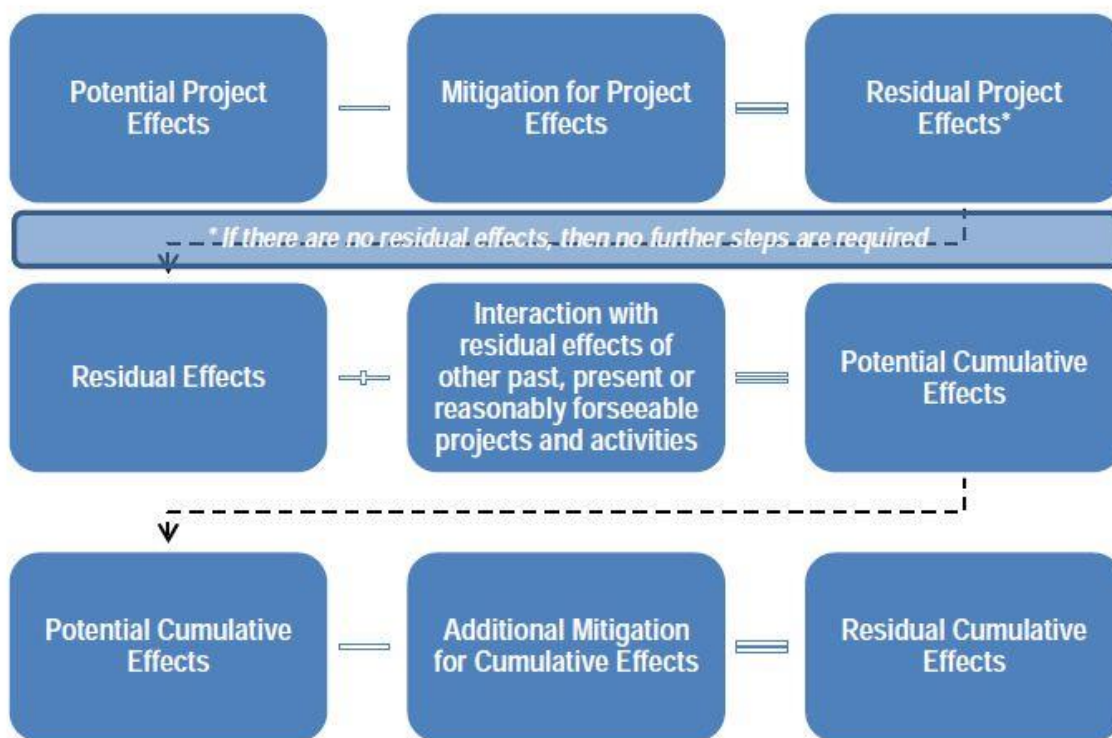 Potential Project
Effects
Mitigation for Project
Effects
Residual Project
Effects*
* If there are no residual effects, then no further steps are required
Residual Effects
Interaction with
residual effects of
other past, present or
reasonably forseeable
projects and activities
Potential Cumulative
Effects
Potential Cumulative
Effects
Additional Mitigation
for Cumulative Effects
Residual Cumulative
Effects